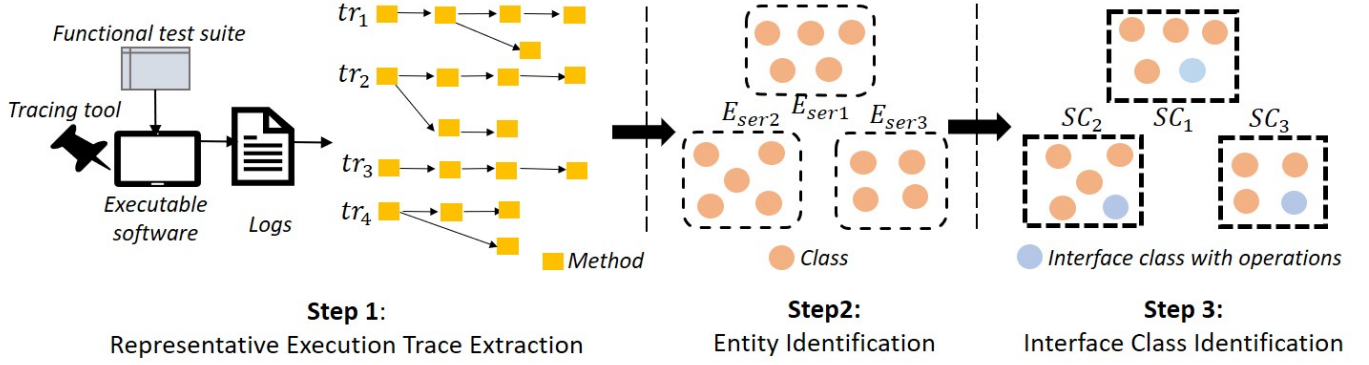 Functional test suite
Tracing tool
Executable
software
Logs
tr1
tr2
tr3
tr4
Method
Step 1:
Representative Execution Trace Extraction
Eser1
Eser2
Eser3
Class
Step2:
Entity Identification
SC1
SC2
SC3
Interface class with operations
Step 3:
Interface Class Identification